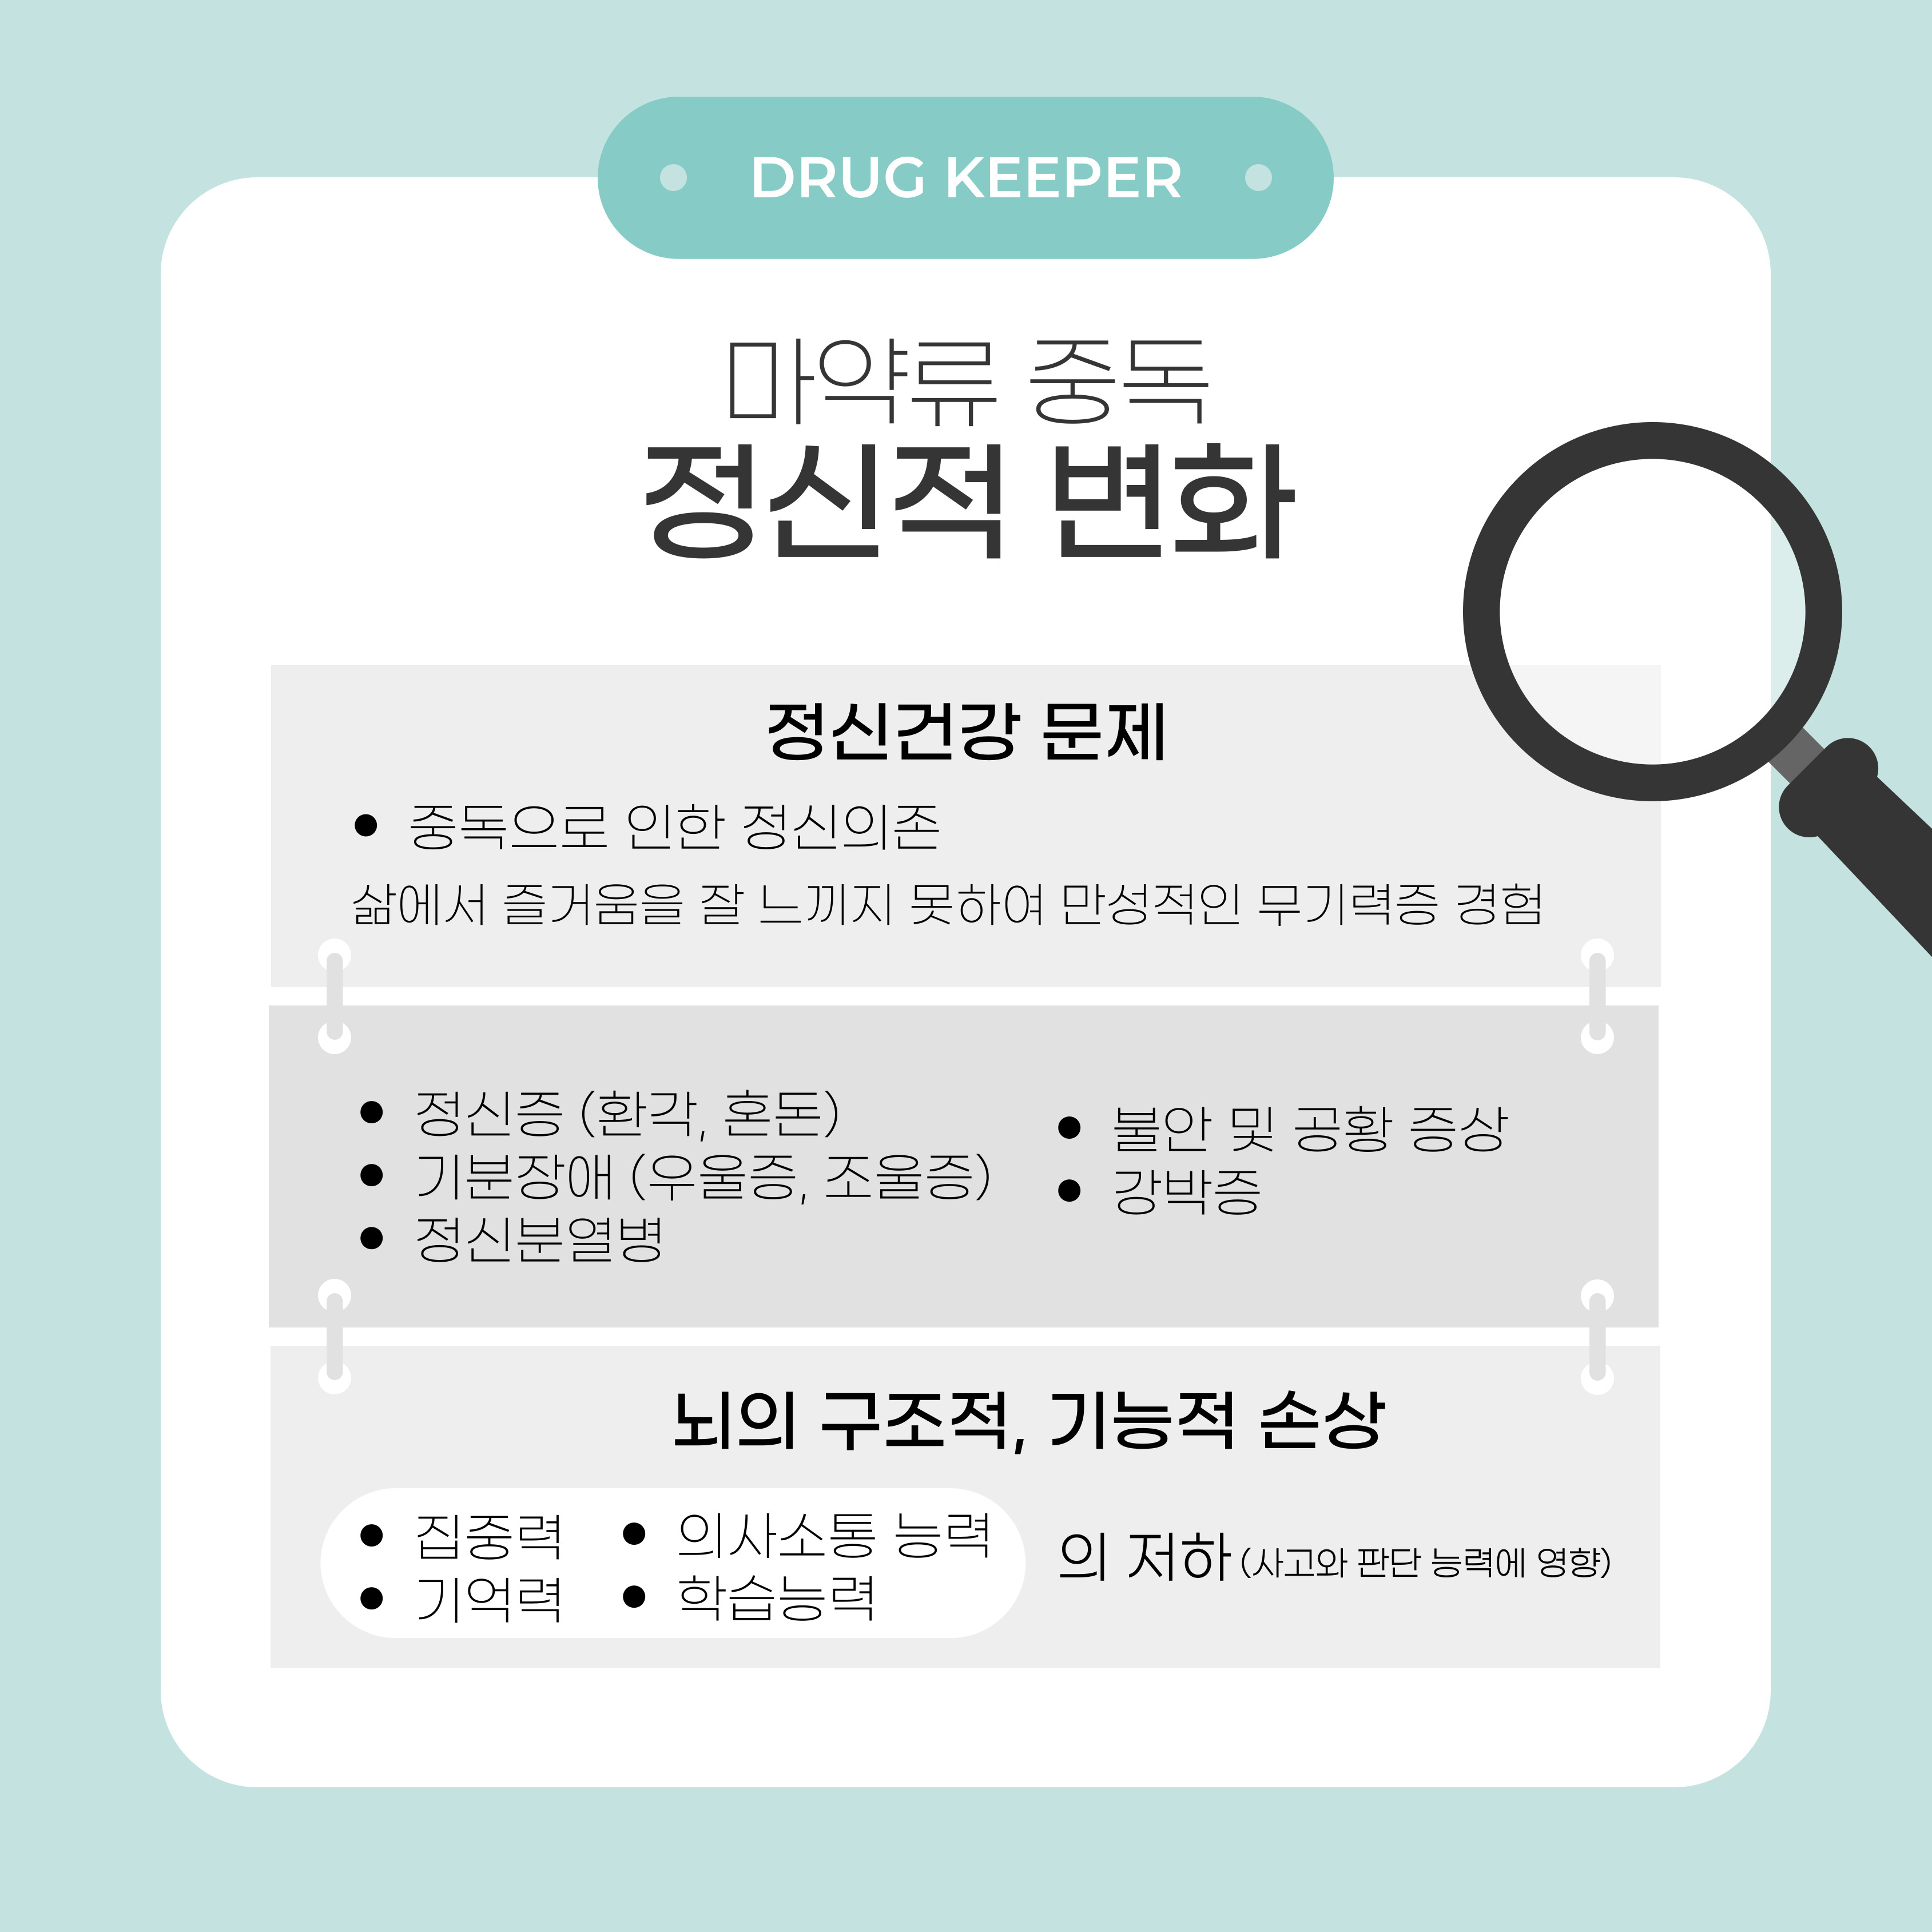 DRUG KEEPER
마약류 중독
정신적 변화
정신건강 문제
• 중독으로 인한 정신의존
삶에서 즐거움을 잘 느끼지 못하여 만성적인 무기력증 경험
• 정신증 (환각, 혼돈)
• 기분장애 (우울증, 조울증)
• 정신분열병
• 불안 및 공황 증상
• 강박증
뇌의 구조적, 기능적 손상
• 집중력
• 기억력
• 의사소통 능력
• 학습능력
의 저하 (사고와 판단 능력에 영향)